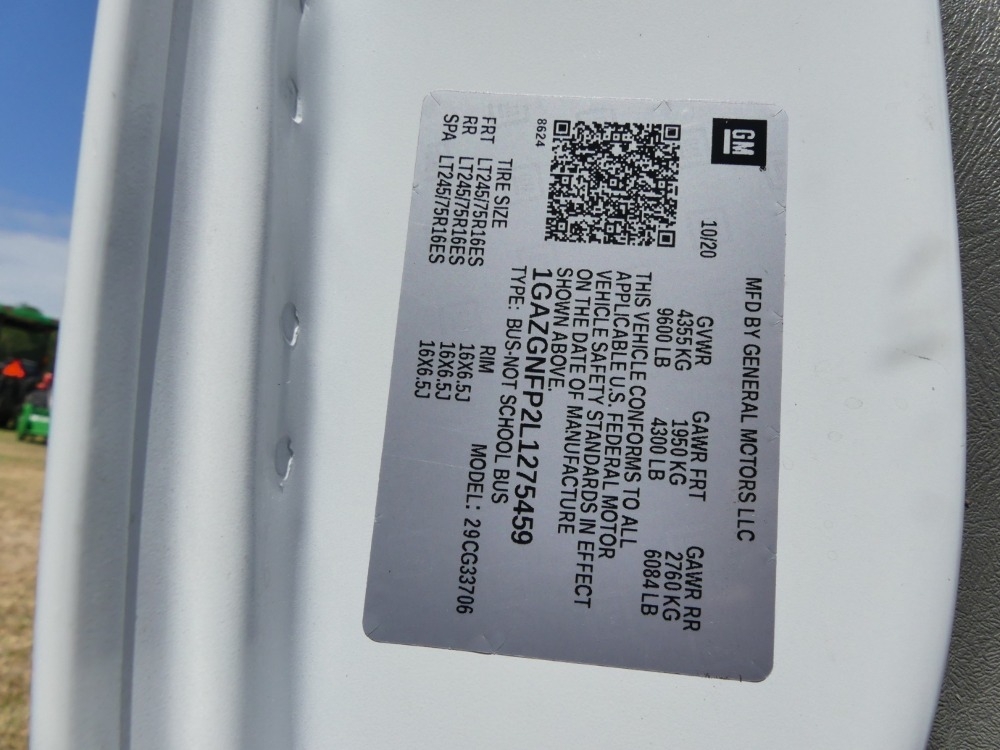 GM
MFD BY GENERAL MOTORS LLC
10/20 GVWR GAWR FRT GAWR RR
4355 KG 1950 KG 2760 KG
9600 LB 4300 LB 6084 LB
THIS VEHICLE CONFORMS TO ALL
APPLICABLE U.S. FEDERAL MOTOR
VEHICLE SAFETY STANDARDS IN EFFECT
ON THE DATE OF MANUFACTURE
SHOWN ABOVE.
8624
1GAZGNFP2L1275459
TYPE: BUS-NOT SCHOOL BUS
MODEL: 29CG33706
TIRE SIZE RIM
FRT LT245/75R16ES 16X6.5J
RR LT245/75R16ES 16X6.5J
SPA LT245/75R16ES 16X6.5J